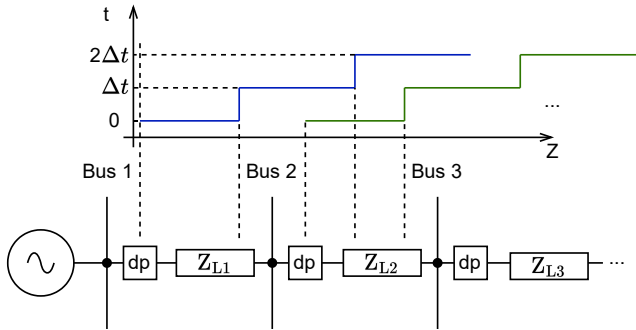 t
2Δt
Δt
0
...
Z
Bus 1 Bus 2 Bus 3
dp Z_L1 dp Z_L2 dp Z_L3 ...